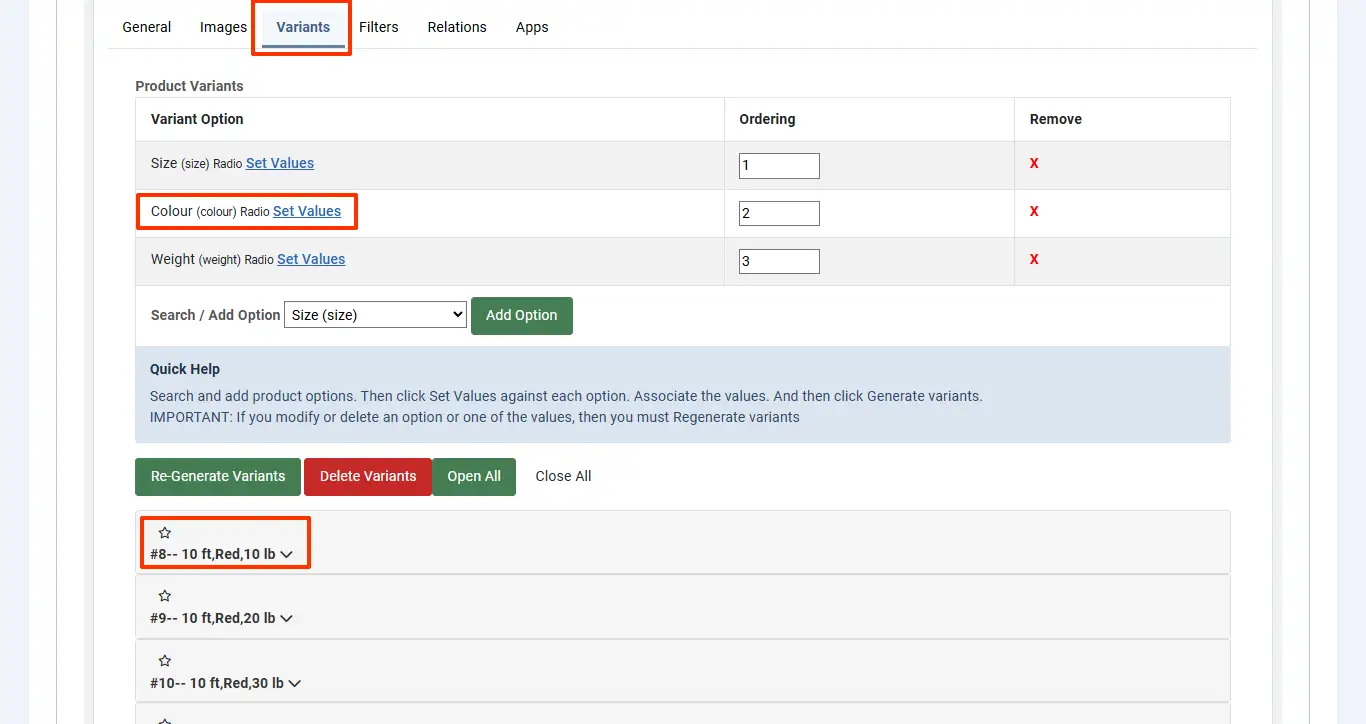 General Images Variants Filters Relations Apps
Product Variants
Variant Option Ordering Remove
Size (size) Radio Set Values 1 X
Colour (colour) Radio Set Values 2 X
Weight (weight) Radio Set Values 3 X
Search / Add Option Size (size) Add Option
Quick Help
Search and add product options. Then click Set Values against each option. Associate the values. And then click Generate variants.
IMPORTANT: If you modify or delete an option or one of the values, then you must Regenerate variants
Re-Generate Variants Delete Variants Open All Close All
#8-- 10 ft,Red,10 lb
#9-- 10 ft,Red,20 lb
#10-- 10 ft,Red,30 lb